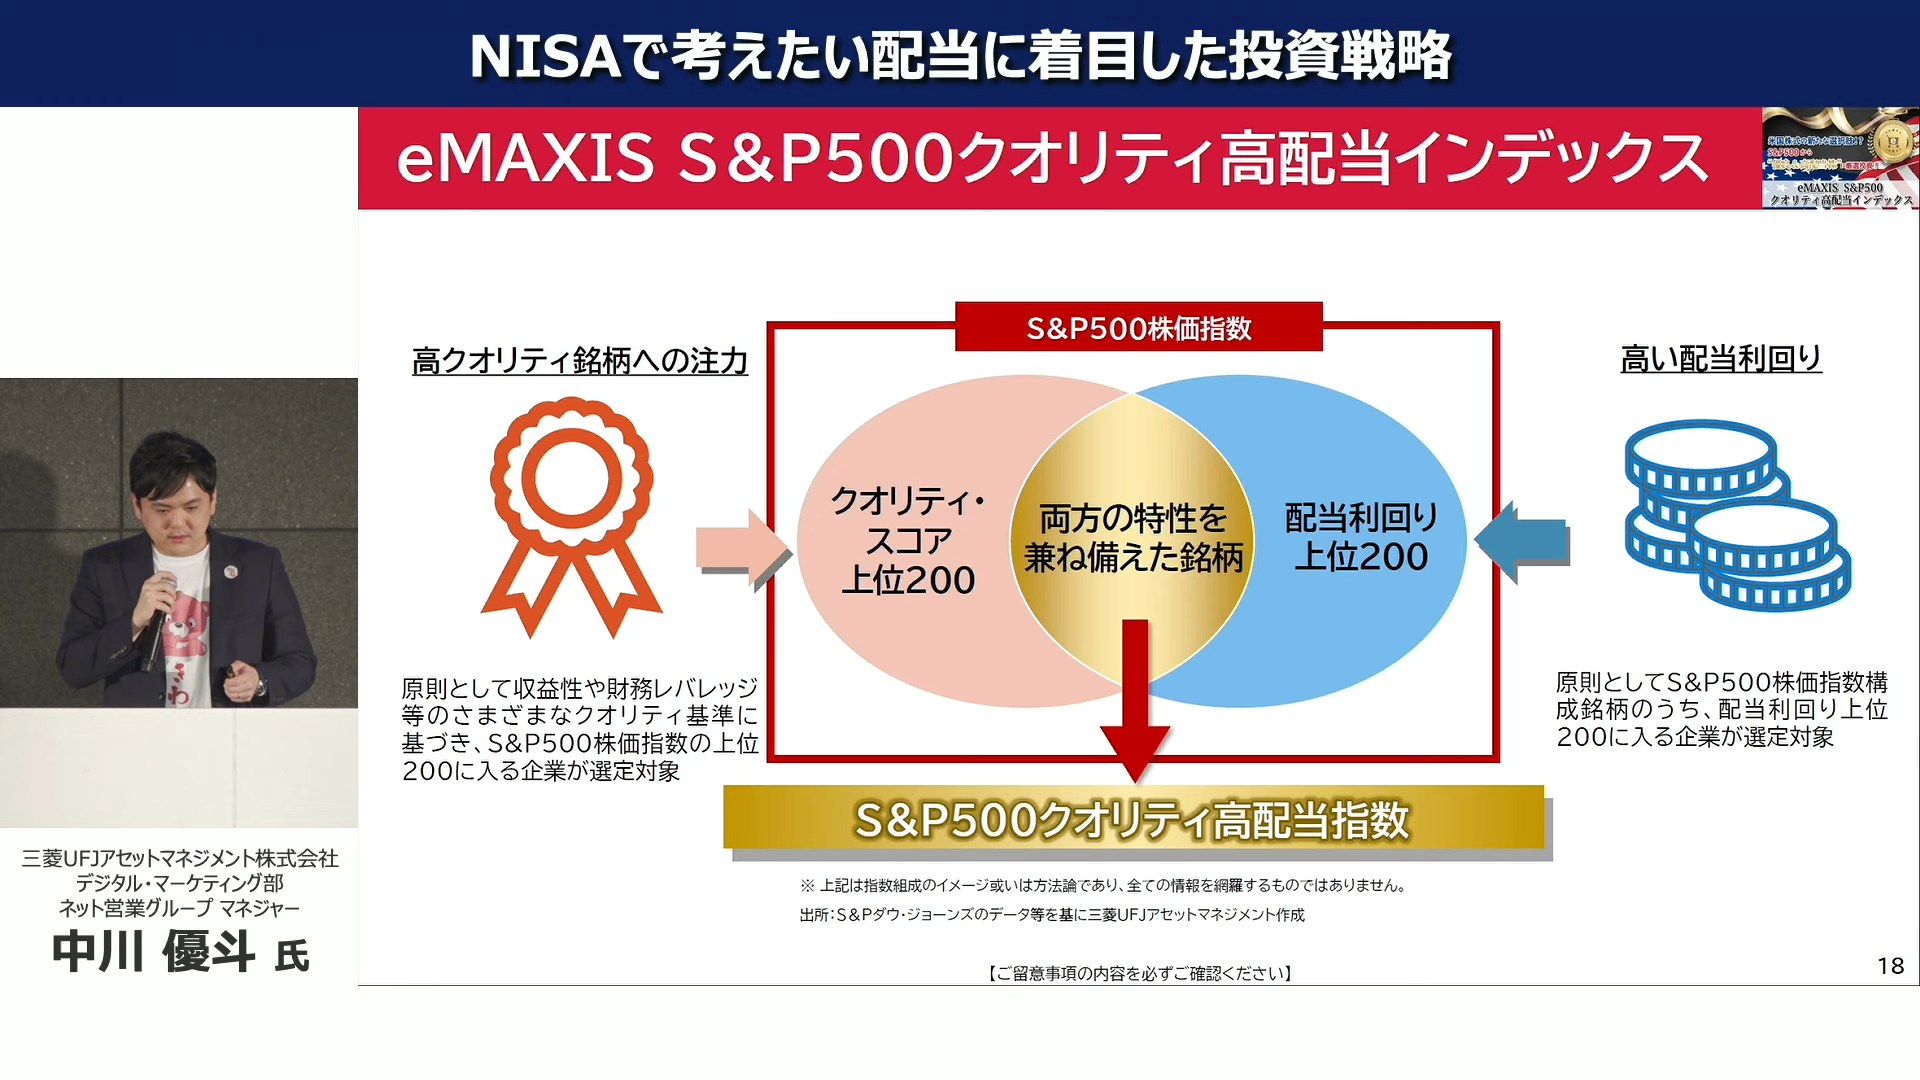 NISAで考えたい配当に着目した投資戦略
eMAXIS S&P500クオリティ高配当インデックス
米国株式の新たな選択肢!?
S&P500から
eMAXIS S&P500
クオリティ高配当インデックス
S&P500株価指数
高クオリティ銘柄への注力
高い配当利回り
クオリティ・
スコア
上位200
両方の特性を
兼ね備えた銘柄
配当利回り
上位200
原則として収益性や財務レバレッジ
等のさまざまなクオリティ基準に
基づき、S&P500株価指数の上位
200に入る企業が選定対象
原則としてS&P500株価指数構
成銘柄のうち、配当利回り上位
200に入る企業が選定対象
S&P500クオリティ高配当指数
※ 上記は指数組成のイメージ或いは方法論であり、全ての情報を網羅するものではありません。
出所：S&Pダウ・ジョーンズのデータ等を基に三菱UFJアセットマネジメント作成
【ご留意事項の内容を必ずご確認ください】
18
きわ
三菱UFJアセットマネジメント株式会社
デジタル・マーケティング部
ネット営業グループ マネジャー
中川 優斗 氏